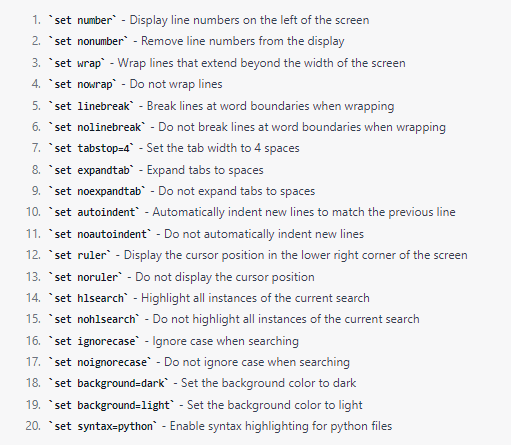 1. `set number` - Display line numbers on the left of the screen
2. `set nonumber` - Remove line numbers from the display
3. `set wrap` - Wrap lines that extend beyond the width of the screen
4. `set nowrap` - Do not wrap lines
5. `set linebreak` - Break lines at word boundaries when wrapping
6. `set nolinebreak` - Do not break lines at word boundaries when wrapping
7. `set tabstop=4` - Set the tab width to 4 spaces
8. `set expandtab` - Expand tabs to spaces
9. `set noexpandtab` - Do not expand tabs to spaces
10. `set autoindent` - Automatically indent new lines to match the previous line
11. `set noautoindent` - Do not automatically indent new lines
12. `set ruler` - Display the cursor position in the lower right corner of the screen
13. `set noruler` - Do not display the cursor position
14. `set hlsearch` - Highlight all instances of the current search
15. `set nohlsearch` - Do not highlight all instances of the current search
16. `set ignorecase` - Ignore case when searching
17. `set noignorecase` - Do not ignore case when searching
18. `set background=dark` - Set the background color to dark
19. `set background=light` - Set the background color to light
20. `set syntax=python` - Enable syntax highlighting for python files